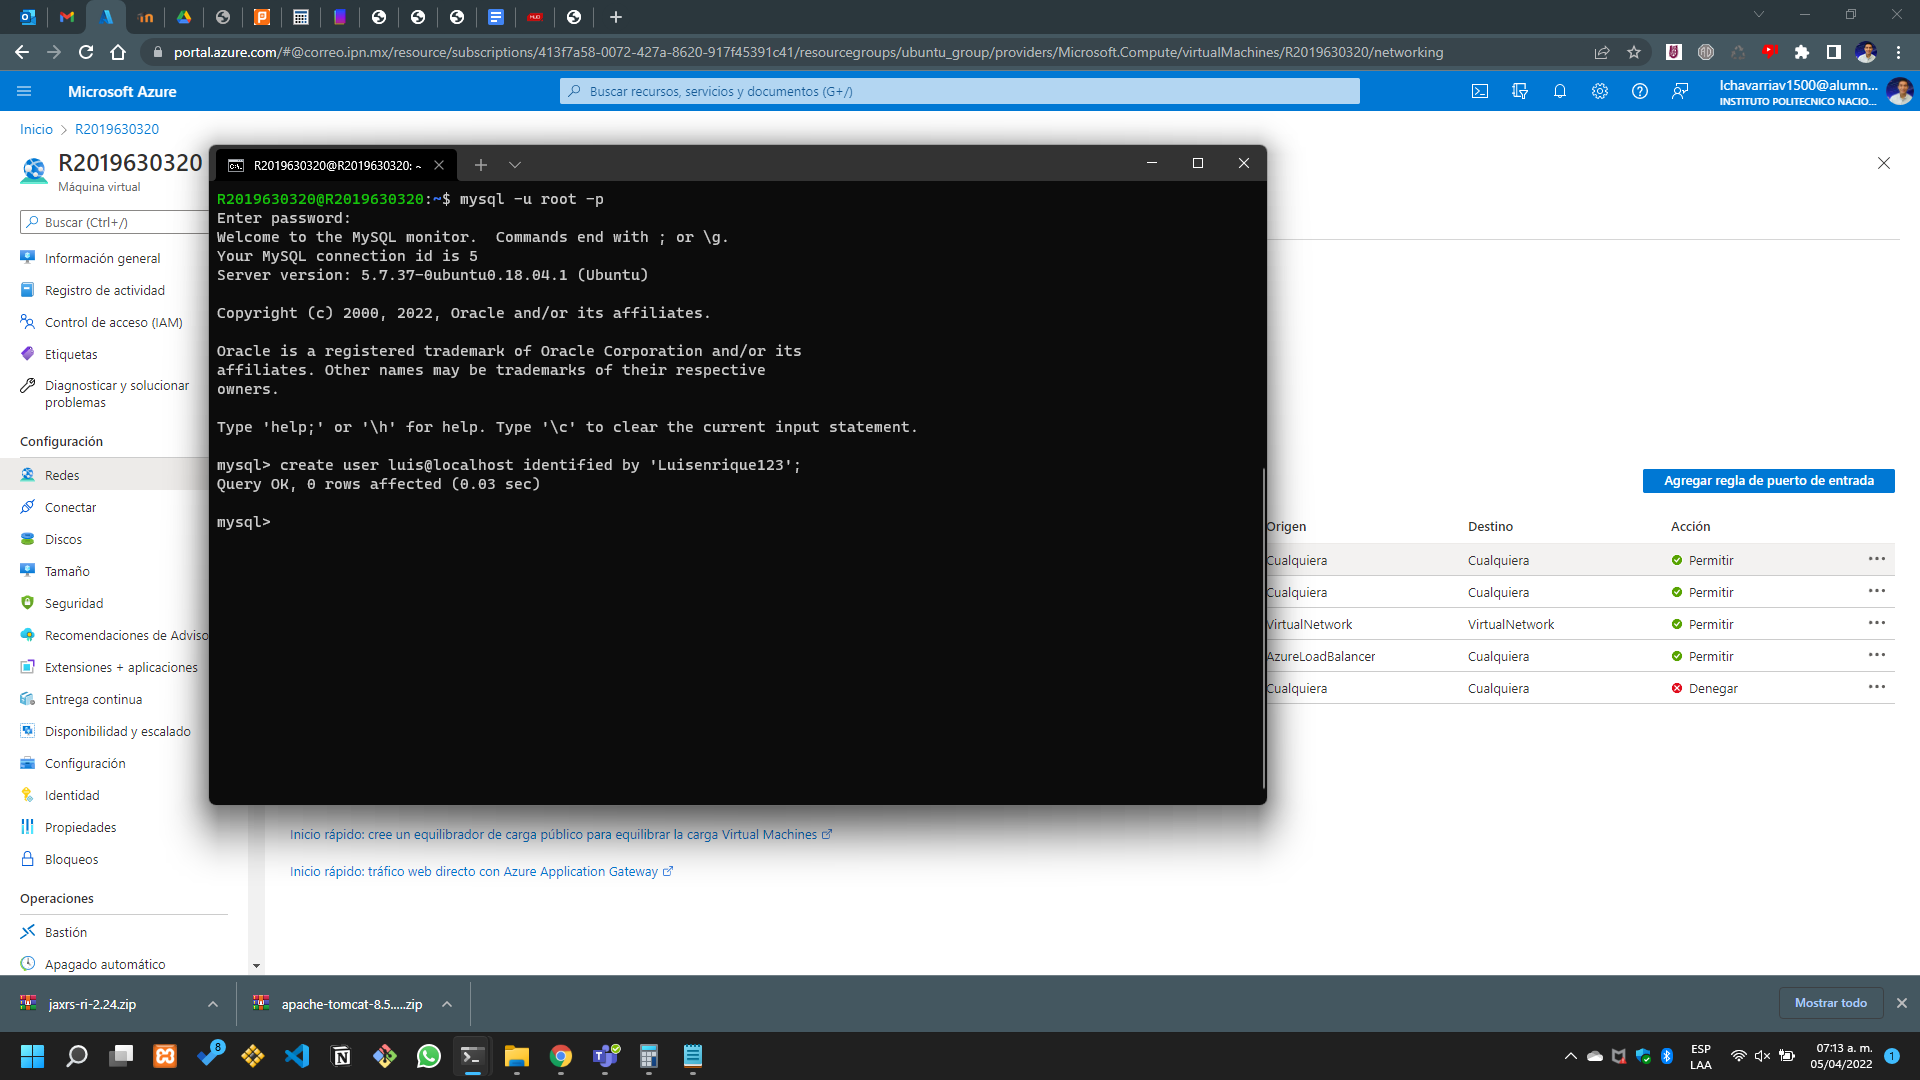 portal.azure.com/#@correo.ipn.mx/resource/subscriptions/413f7a58-0072-427a-8620-917f45391c41/resourcegroups/ubuntu_group/providers/Microsoft.Compute/virtualMachines/R2019630320/networking
Microsoft Azure
Buscar recursos, servicios y documentos (G+/)
lchavarriav1500@alumn...
INSTITUTO POLITECNICO NACIO...
Inicio > R2019630320
R2019630320
Máquina virtual
Buscar (Ctrl+/)
Información general
Registro de actividad
Control de acceso (IAM)
Etiquetas
Diagnosticar y solucionar
problemas
Configuración
Redes
Conectar
Discos
Tamaño
Seguridad
Recomendaciones de Adviso
Extensiones + aplicaciones
Entrega continua
Disponibilidad y escalado
Configuración
Identidad
Propiedades
Bloqueos
Operaciones
Bastión
Apagado automático
R2019630320@R2019630320: ~
R2019630320@R2019630320:~$ mysql -u root -p
Enter password:
Welcome to the MySQL monitor.  Commands end with ; or \g.
Your MySQL connection id is 5
Server version: 5.7.37-0ubuntu0.18.04.1 (Ubuntu)
Copyright (c) 2000, 2022, Oracle and/or its affiliates.
Oracle is a registered trademark of Oracle Corporation and/or its
affiliates. Other names may be trademarks of their respective
owners.
Type 'help;' or '\h' for help. Type '\c' to clear the current input statement.
mysql> create user luis@localhost identified by 'Luisenrique123';
Query OK, 0 rows affected (0.03 sec)
mysql>
Agregar regla de puerto de entrada
Origen Destino Acción
Cualquiera Cualquiera Permitir ...
Cualquiera Cualquiera Permitir ...
VirtualNetwork VirtualNetwork Permitir ...
AzureLoadBalancer Cualquiera Permitir ...
Cualquiera Cualquiera Denegar ...
Inicio rápido: cree un equilibrador de carga público para equilibrar la carga Virtual Machines
Inicio rápido: tráfico web directo con Azure Application Gateway
jaxrs-ri-2.24.zip
apache-tomcat-8.5.....zip
Mostrar todo
8
ESP
LAA
07:13 a. m.
05/04/2022
1